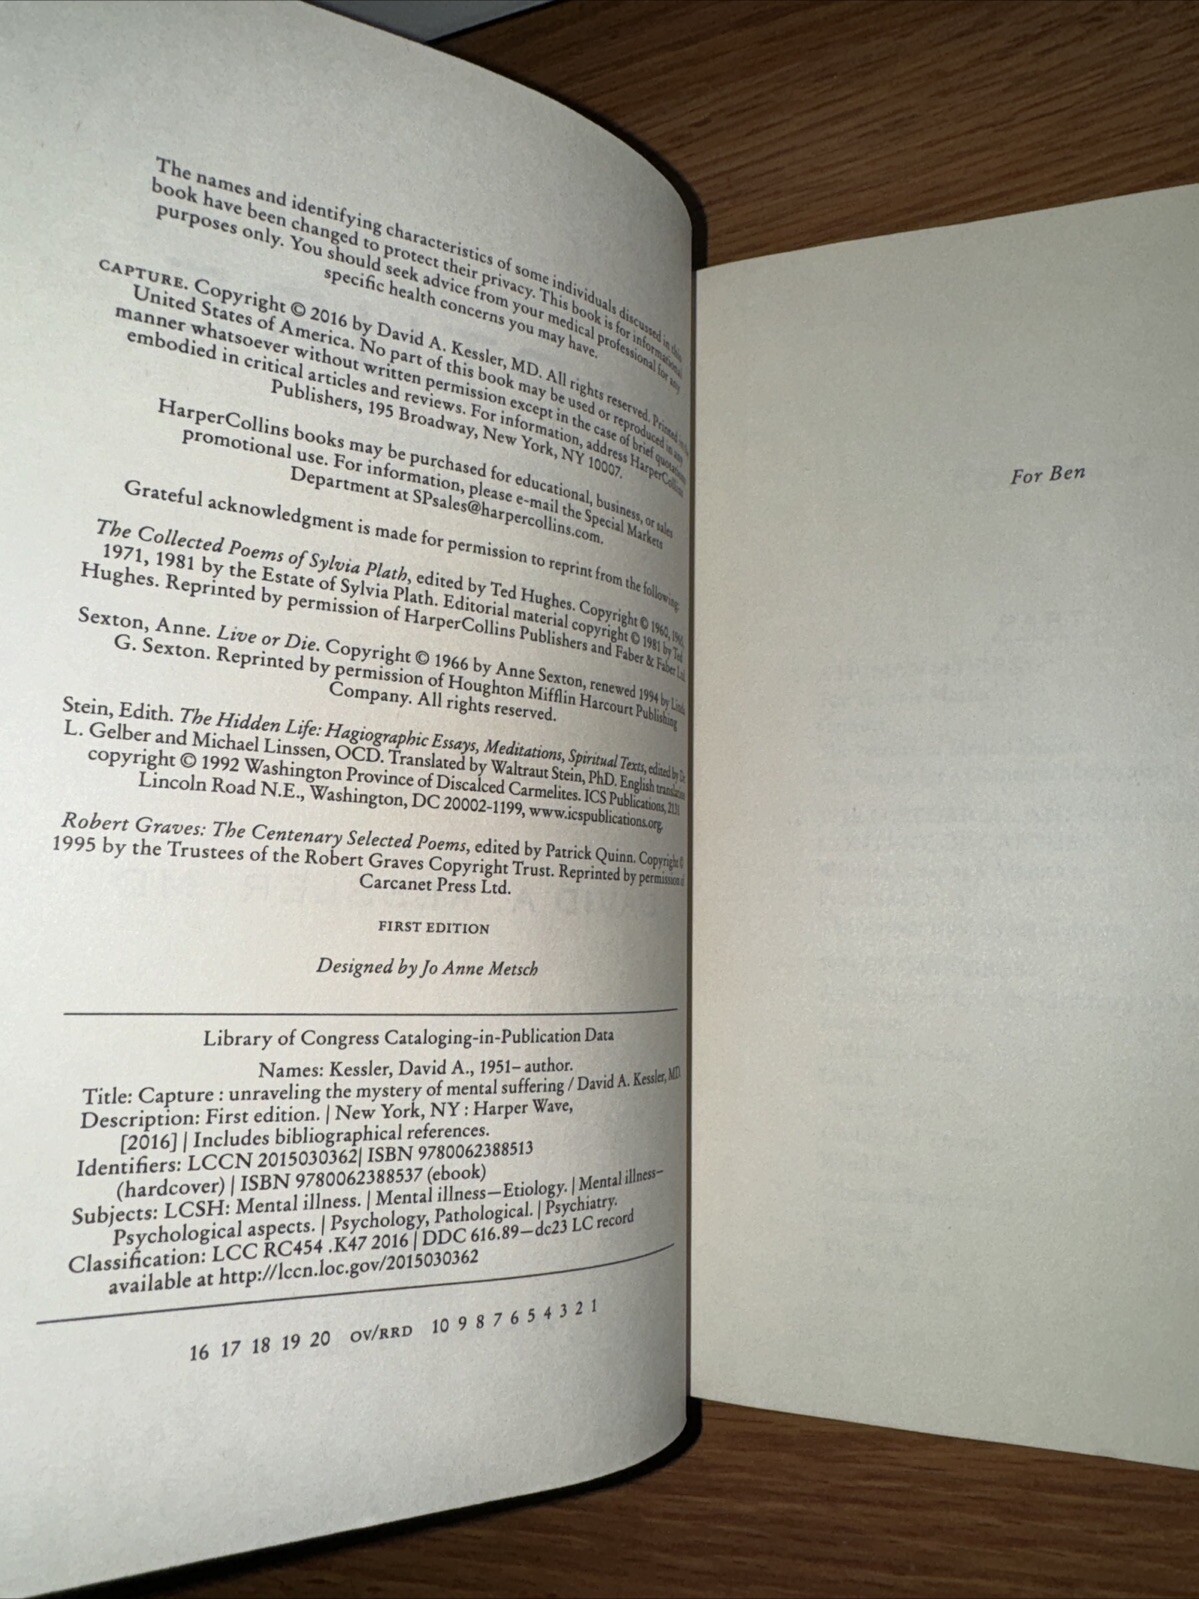 The names and identifying characteristics of some individuals discussed in this
book have been changed to protect their privacy. This book is for informational
purposes only. You should seek advice from your medical professional for any
specific health concerns you may have.
CAPTURE. Copyright © 2016 by David A. Kessler, MD. All rights reserved. Printed in the
United States of America. No part of this book may be used or reproduced in any
manner whatsoever without written permission except in the case of brief quotations
embodied in critical articles and reviews. For information, address HarperCollins
Publishers, 195 Broadway, New York, NY 10007.
HarperCollins books may be purchased for educational, business, or sales
promotional use. For information, please e-mail the Special Markets
Department at SPsales@harpercollins.com.
Grateful acknowledgment is made for permission to reprint from the following:
The Collected Poems of Sylvia Plath, edited by Ted Hughes. Copyright © 1960, 1965,
1971, 1981 by the Estate of Sylvia Plath. Editorial material copyright © 1981 by Ted
Hughes. Reprinted by permission of HarperCollins Publishers and Faber & Faber Ltd.
Sexton, Anne. Live or Die. Copyright © 1966 by Anne Sexton, renewed 1994 by Linda
G. Sexton. Reprinted by permission of Houghton Mifflin Harcourt Publishing
Company. All rights reserved.
Stein, Edith. The Hidden Life: Hagiographic Essays, Meditations, Spiritual Texts, edited by Dr.
L. Gelber and Michael Linssen, OCD. Translated by Waltraut Stein, PhD. English translation
copyright © 1992 Washington Province of Discalced Carmelites. ICS Publications, 2131
Lincoln Road N.E., Washington, DC 20002-1199, www.icspublications.org.
Robert Graves: The Centenary Selected Poems, edited by Patrick Quinn. Copyright ©
1995 by the Trustees of the Robert Graves Copyright Trust. Reprinted by permission of
Carcanet Press Ltd.
FIRST EDITION
Designed by Jo Anne Metsch
Library of Congress Cataloging-in-Publication Data
Names: Kessler, David A., 1951– author.
Title: Capture : unraveling the mystery of mental suffering / David A. Kessler, MD
Description: First edition. | New York, NY : Harper Wave,
[2016] | Includes bibliographical references.
Identifiers: LCCN 2015030362| ISBN 9780062388513
(hardcover) | ISBN 9780062388537 (ebook)
Subjects: LCSH: Mental illness. | Mental illness—Etiology. | Mental illness–
Psychological aspects. | Psychology, Pathological. | Psychiatry.
Classification: LCC RC454 .K47 2016 | DDC 616.89—dc23 LC record
available at http://lccn.loc.gov/2015030362
16 17 18 19 20 OV/RRD 10 9 8 7 6 5 4 3 2 1
For Ben